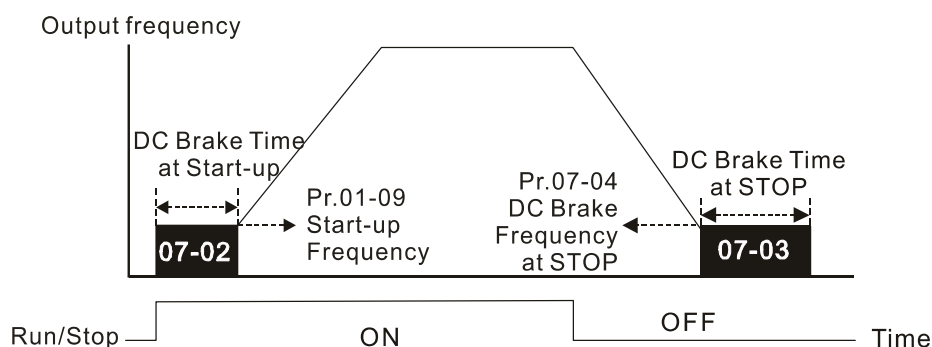 Output frequency
DC Brake Time
at Start-up
Pr.01-09
Start-up
Frequency
07-02
Pr.07-04
DC Brake
Frequency
at STOP
DC Brake Time
at STOP
07-03
Run/Stop
ON
OFF
Time